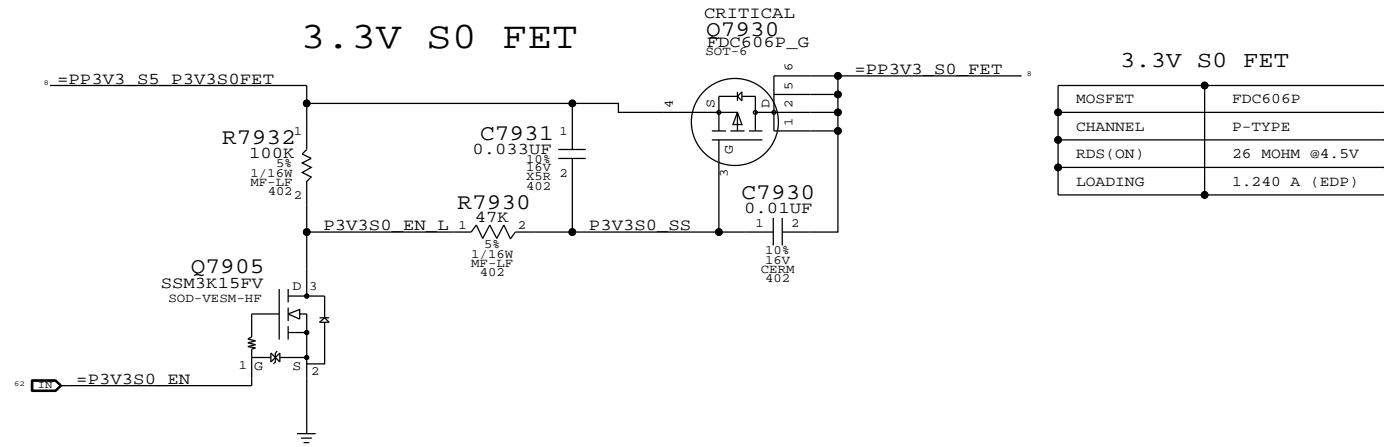 3.3V S0 FET
CRITICAL
Q7930
FDC606P_G
SOT-6
8
=PP3V3_S5_P3V3S0FET
R7932
100K
5%
1/16W
MF-LF
402
1
2
C7931
0.033UF
10%
16V
X5R
402
1
2
4
S
D
G
3
6
5
2
1
=PP3V3_S0_FET
8
P3V3S0_EN_L
R7930
47K
1
2
5%
1/16W
MF-LF
402
P3V3S0_SS
C7930
0.01UF
1
2
10%
16V
CERM
402
Q7905
SSM3K15FV
SOD-VESM-HF
D
3
1
G
S
2
62
IN
=P3V3S0_EN
3.3V S0 FET
MOSFET FDC606P
CHANNEL P-TYPE
RDS(ON) 26 MOHM @4.5V
LOADING 1.240 A (EDP)